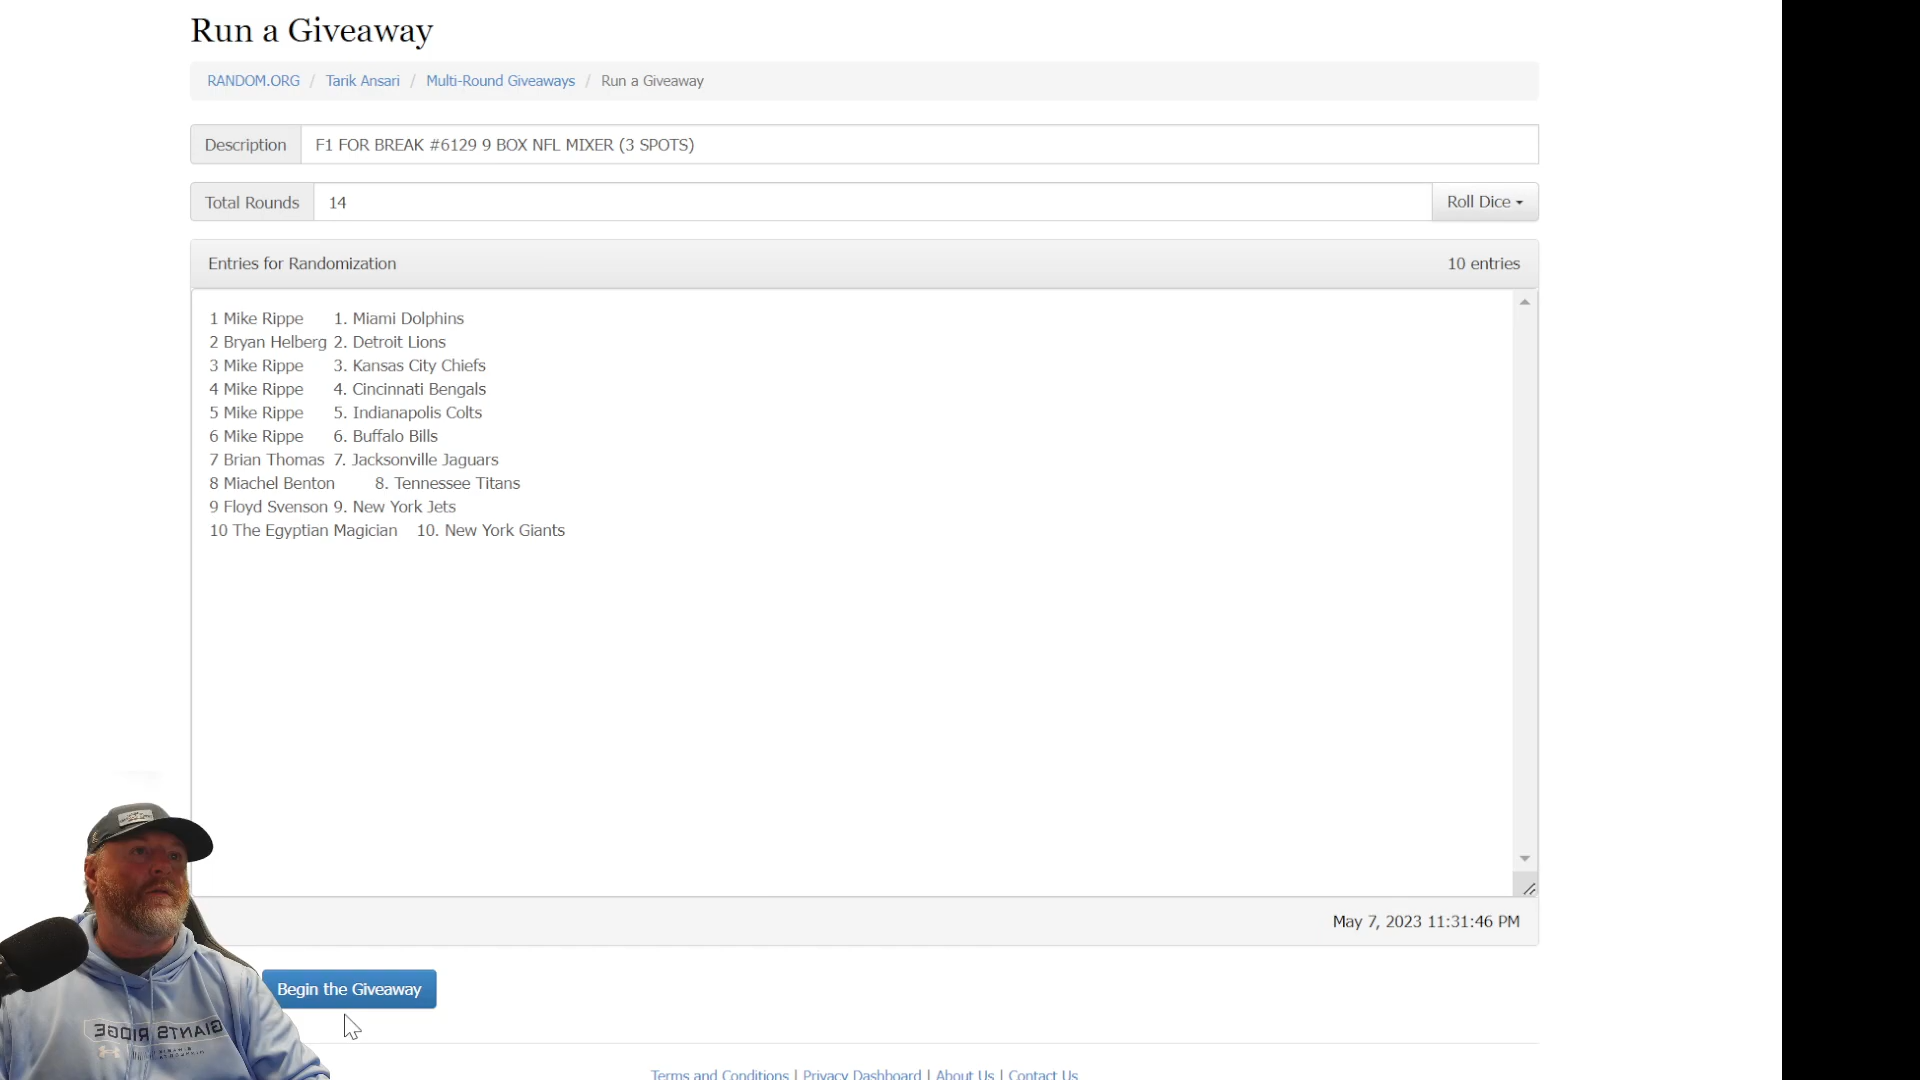 Run a Giveaway
RANDOM.ORG / Tarik Ansari / Multi-Round Giveaways / Run a Giveaway
Description F1 FOR BREAK #6129 9 BOX NFL MIXER (3 SPOTS)
Total Rounds 14 Roll Dice
Entries for Randomization 10 entries
1 Mike Rippe 1. Miami Dolphins
2 Bryan Helberg 2. Detroit Lions
3 Mike Rippe 3. Kansas City Chiefs
4 Mike Rippe 4. Cincinnati Bengals
5 Mike Rippe 5. Indianapolis Colts
6 Mike Rippe 6. Buffalo Bills
7 Brian Thomas 7. Jacksonville Jaguars
8 Miachel Benton 8. Tennessee Titans
9 Floyd Svenson 9. New York Jets
10 The Egyptian Magician 10. New York Giants
May 7, 2023 11:31:46 PM
Begin the Giveaway
GIANTS RIDGE
Terms and Conditions | Privacy Dashboard | About Us | Contact Us